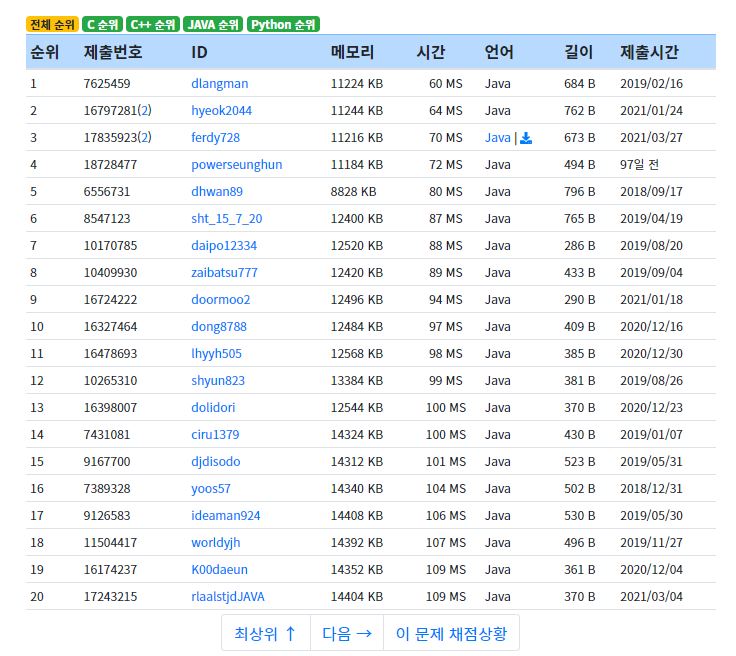 전체 순위 C 순위 C++ 순위 JAVA 순위 Python 순위
순위 제출번호 ID 메모리 시간 언어 길이 제출시간
1 7625459 dlangman 11224 KB 60 MS Java 684 B 2019/02/16
2 16797281(2) hyeok2044 11244 KB 64 MS Java 762 B 2021/01/24
3 17835923(2) ferdy728 11216 KB 70 MS Java | 673 B 2021/03/27
4 18728477 powerseunghun 11184 KB 72 MS Java 494 B 97일 전
5 6556731 dhwan89 8828 KB 80 MS Java 796 B 2018/09/17
6 8547123 sht_15_7_20 12400 KB 87 MS Java 765 B 2019/04/19
7 10170785 daipo12334 12520 KB 88 MS Java 286 B 2019/08/20
8 10409930 zaibatsu777 12420 KB 89 MS Java 433 B 2019/09/04
9 16724222 doormoo2 12496 KB 94 MS Java 290 B 2021/01/18
10 16327464 dong8788 12484 KB 97 MS Java 409 B 2020/12/16
11 16478693 lhyyh505 12568 KB 98 MS Java 385 B 2020/12/30
12 10265310 shyun823 13384 KB 99 MS Java 381 B 2019/08/26
13 16398007 dolidori 12544 KB 100 MS Java 370 B 2020/12/23
14 7431081 ciru1379 14324 KB 100 MS Java 430 B 2019/01/07
15 9167700 djdisodo 14312 KB 101 MS Java 523 B 2019/05/31
16 7389328 yoos57 14340 KB 104 MS Java 502 B 2018/12/31
17 9126583 ideaman924 14408 KB 106 MS Java 530 B 2019/05/30
18 11504417 worldyjh 14392 KB 107 MS Java 496 B 2019/11/27
19 16174237 K00daeun 14352 KB 109 MS Java 361 B 2020/12/04
20 17243215 rlaalstjdJAVA 14404 KB 109 MS Java 370 B 2021/03/04
최상위 ↑ 다음 → 이 문제 채점상황